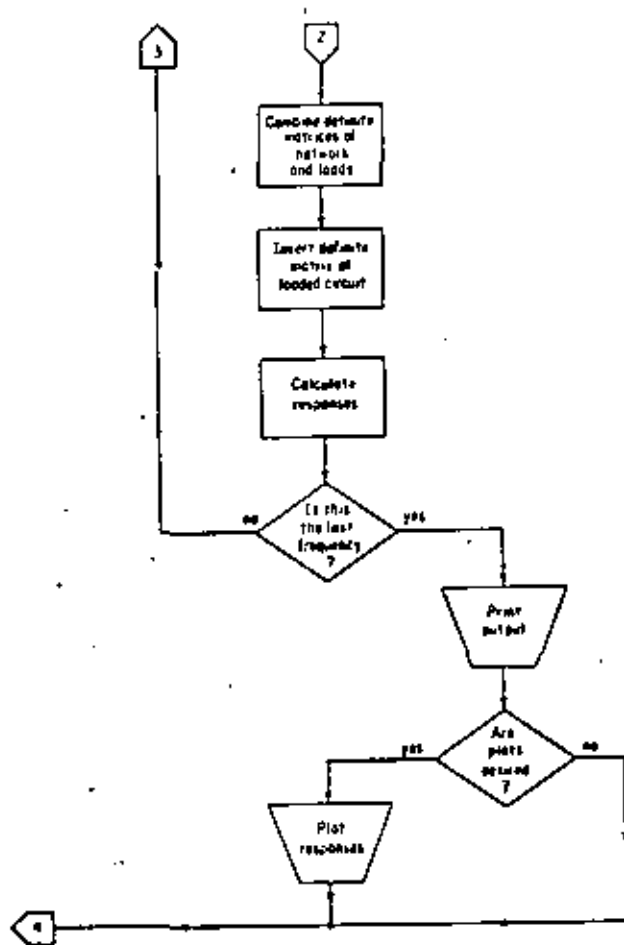 3
2
Combine definite
matrices of
network
and loads
Invert definite
matrix of
loaded circuit
Calculate
responses
Is this
the last
frequency
?
no
yes
Print
output
Are
plots
desired
?
yes
no
Plot
responses
4